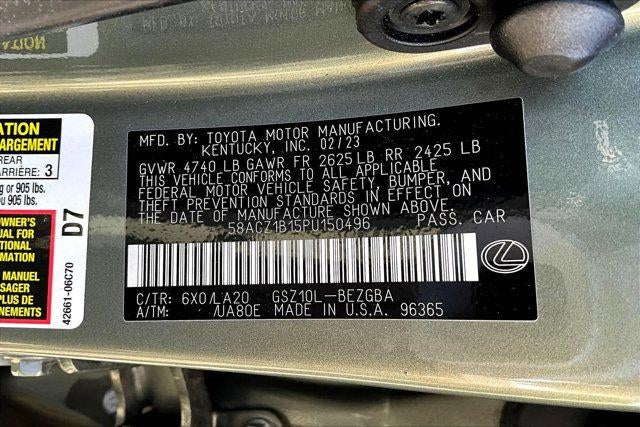 ATION
MFD. BY: TOYOTA MOTOR MANUFACTURING.
KENTUCKY, INC. 02/23
GVWR 4740 LB GAWR FR 2625 LB RR 2425 LB
THIS VEHICLE CONFORMS TO ALL APPLICABLE
FEDERAL MOTOR VEHICLE SAFETY, BUMPER, AND
THEFT PREVENTION STANDARDS IN EFFECT ON
THE DATE OF MANUFACTURE SHOWN ABOVE.
58ACZ1B15PU150496 PASS. CAR
C/TR: 6X0/LA20 GSZ10L-BEZGBA
A/TM: /UA80E MADE IN U.S.A. 96365
ATION
HARGEMENT
REAR
ARRIÈRE: 3
g or 905 lbs.
ou 905 lbs.
OWNER'S
UAL FOR
TIONAL
MATION
MANUEL
SAGER
PLUS DE
NEMENTS
D7
42661-06C70